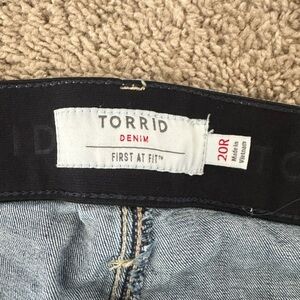 TORRID
DENIM
FIRST AT FIT™
20R
Made in
Vietnam